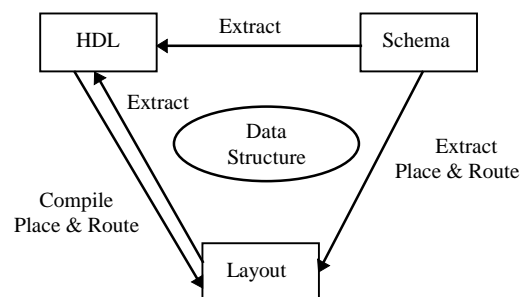 HDL
Extract
Schema
Extract
Data
Structure
Extract
Place & Route
Compile
Place & Route
Layout